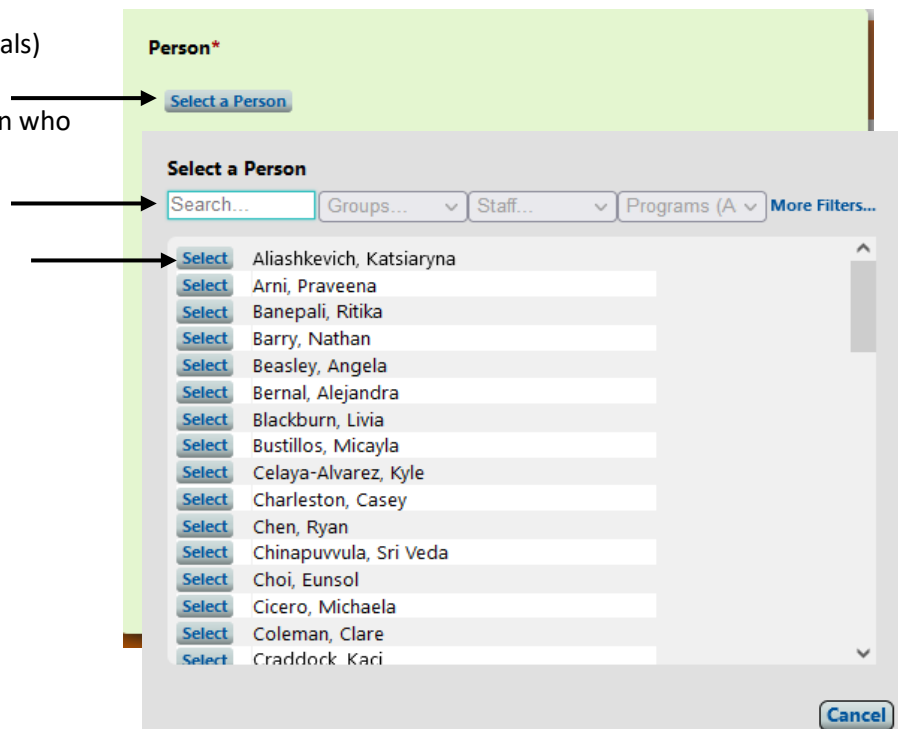 als)
Person*
Select a Person
n who
Select a Person
Search... Groups... Staff... Programs (A More Filters...
Select Aliashkevich, Katsiaryna
Select Arni, Praveena
Select Banepali, Ritika
Select Barry, Nathan
Select Beasley, Angela
Select Bernal, Alejandra
Select Blackburn, Livia
Select Bustillos, Micayla
Select Celaya-Alvarez, Kyle
Select Charleston, Casey
Select Chen, Ryan
Select Chinapuvvula, Sri Veda
Select Choi, Eunsol
Select Cicero, Michaela
Select Coleman, Clare
Select Craddock, Kaci
Cancel